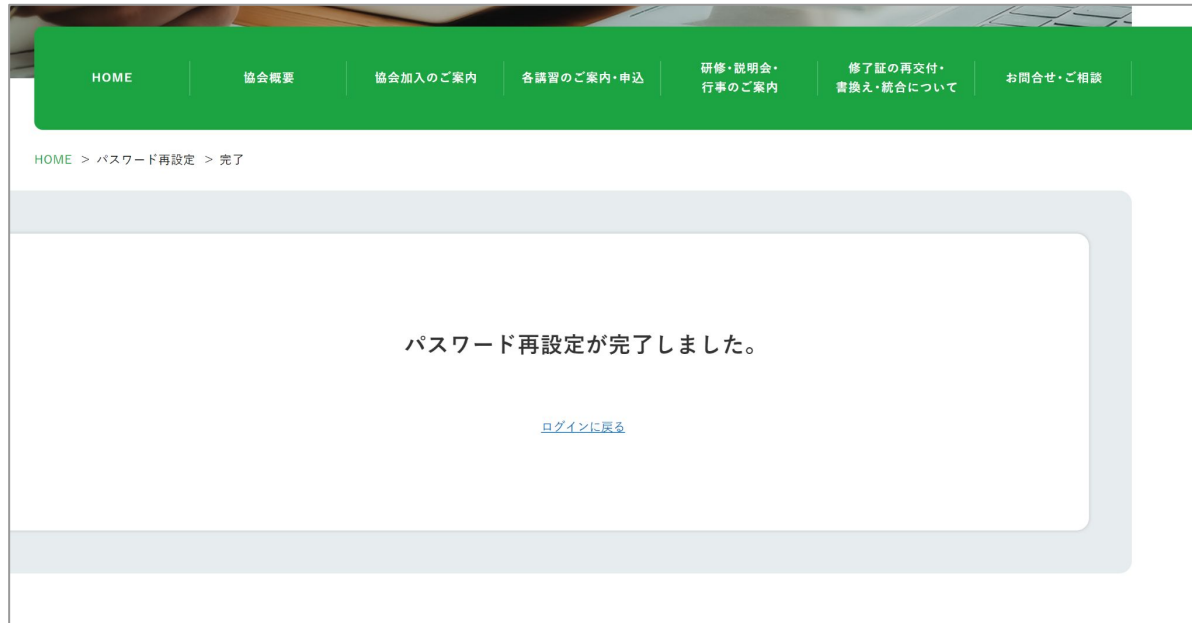 HOME
協会概要
協会加入のご案内
各講習のご案内・申込
研修・説明会・
行事のご案内
修了証の再交付・
書換え・統合について
お問合せ・ご相談
HOME > パスワード再設定 > 完了
パスワード再設定が完了しました。
ログインに戻る